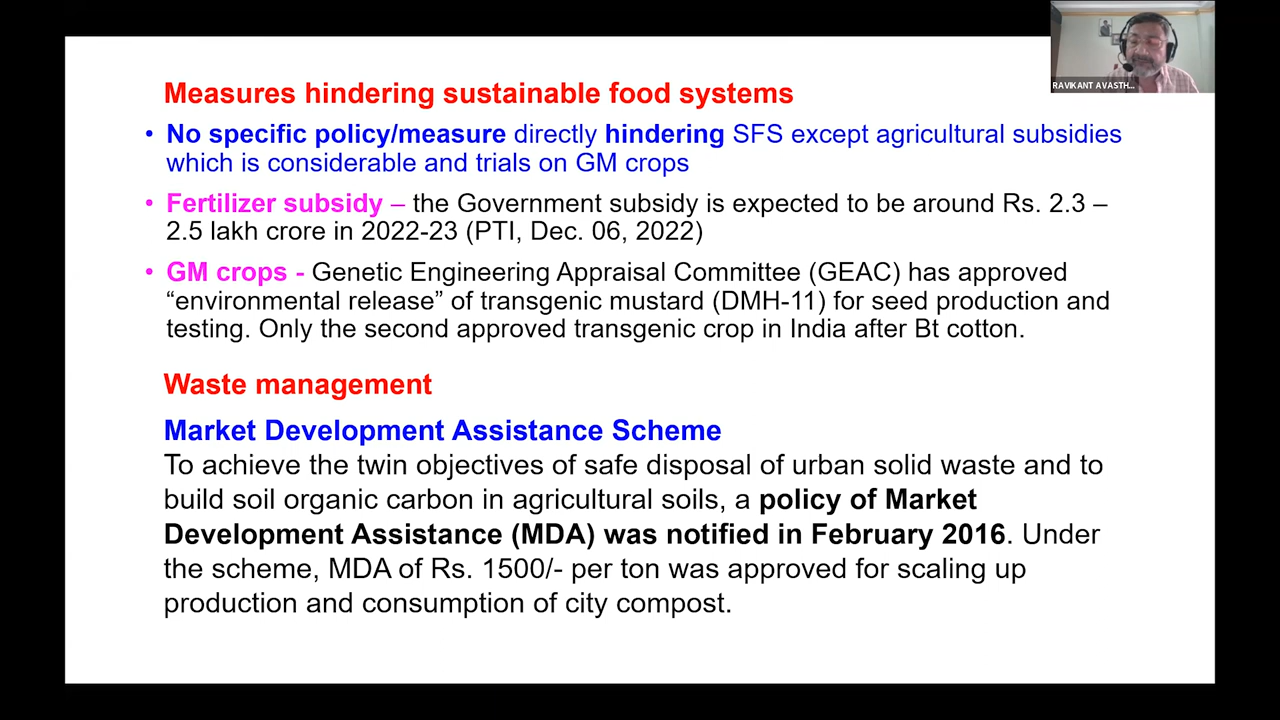 Measures hindering sustainable food systems
• No specific policy/measure directly hindering SFS except agricultural subsidies
which is considerable and trials on GM crops
• Fertilizer subsidy – the Government subsidy is expected to be around Rs. 2.3 –
2.5 lakh crore in 2022-23 (PTI, Dec. 06, 2022)
• GM crops - Genetic Engineering Appraisal Committee (GEAC) has approved
“environmental release” of transgenic mustard (DMH-11) for seed production and
testing. Only the second approved transgenic crop in India after Bt cotton.
Waste management
Market Development Assistance Scheme
To achieve the twin objectives of safe disposal of urban solid waste and to
build soil organic carbon in agricultural soils, a policy of Market
Development Assistance (MDA) was notified in February 2016. Under
the scheme, MDA of Rs. 1500/- per ton was approved for scaling up
production and consumption of city compost.
RAVIKANT AVASTH...